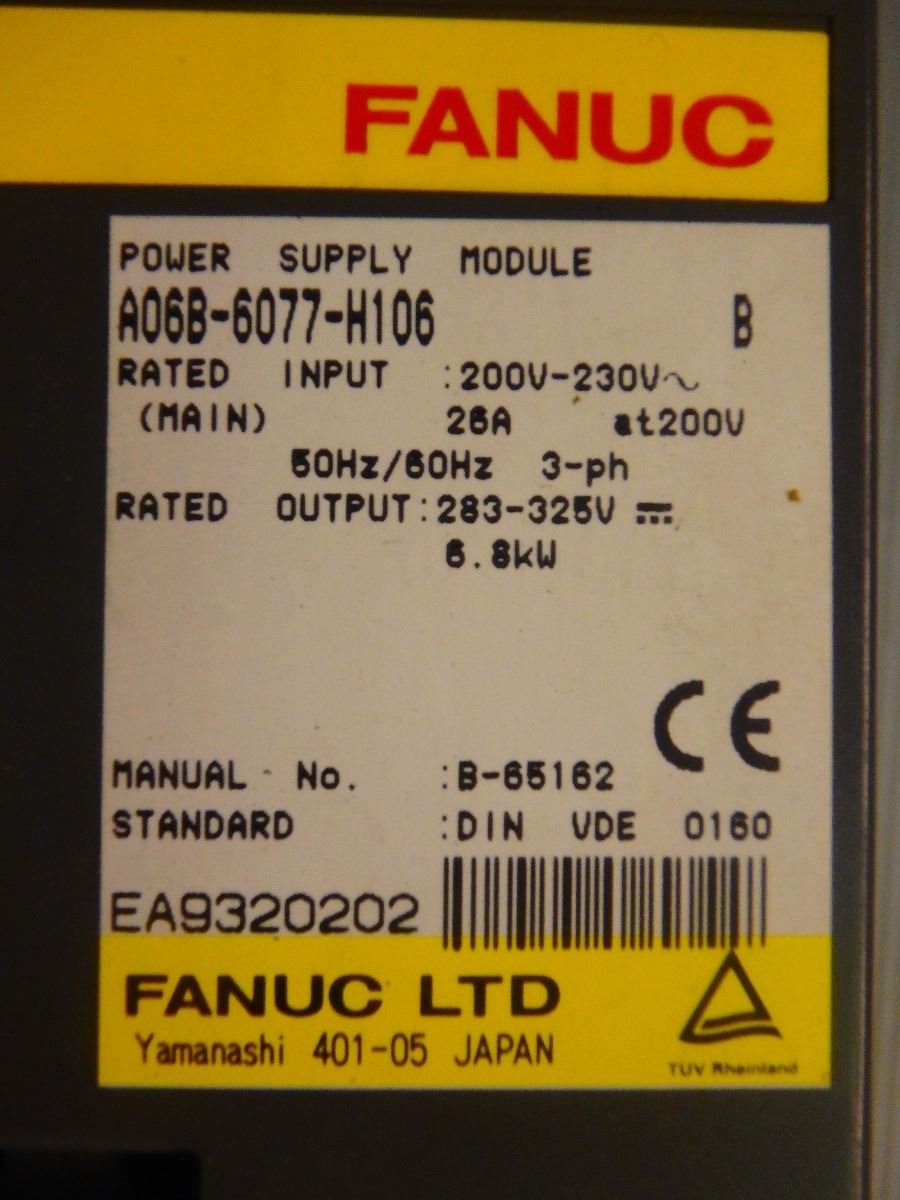 FANUC
POWER SUPPLY MODULE
A06B-6077-H106 B
RATED INPUT :200V-230V~
(MAIN) 26A at200V
50Hz/60Hz 3-ph
RATED OUTPUT:283-325V ⎓
6.8kW
CE
MANUAL No. :B-65162
STANDARD :DIN VDE 0160
EA9320202
FANUC LTD
Yamanashi 401-05 JAPAN
TUV Rheinland